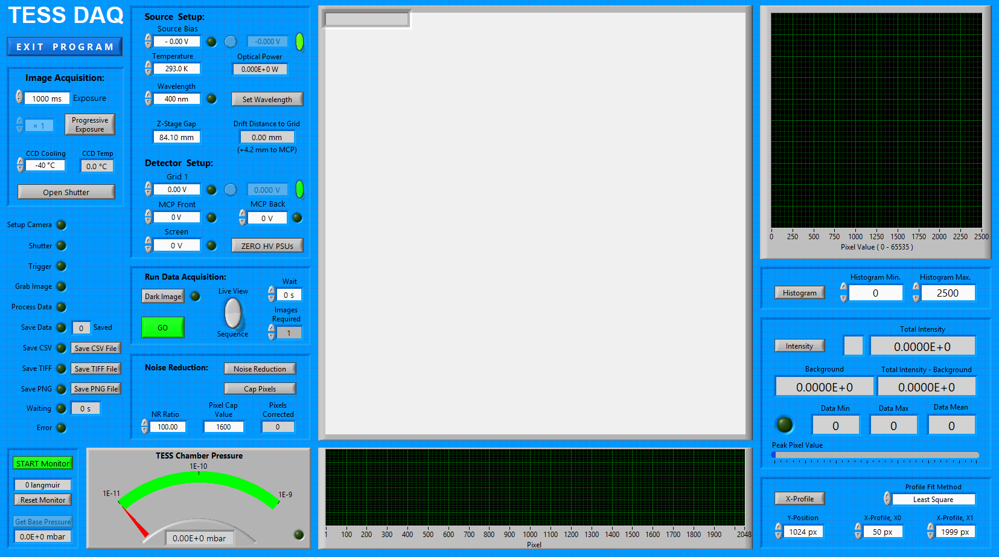 TESS DAQ
EXIT PROGRAM
Image Acquisition:
1000 ms Exposure
× 1
Progressive
Exposure
CCD Cooling CCD Temp
-40 °C 0.0 °C
Open Shutter
Setup Camera
Shutter
Trigger
Grab Image
Process Data
Save Data 0 Saved
Save CSV Save CSV File
Save TIFF Save TIFF File
Save PNG Save PNG File
Waiting 0 s
Error
START Monitor
0 langmuir
Reset Monitor
Get Base Pressure
0.0E+0 mbar
Source Setup:
Source Bias
- 0.00 V -0.000 V
Temperature Optical Power
293.0 K 0.000E+0 W
Wavelength
400 nm Set Wavelength
Z-Stage Gap Drift Distance to Grid
84.10 mm 0.00 mm
(+4.2 mm to MCP)
Detector Setup:
Grid 1
0.00 V 0.000 V
MCP Front MCP Back
0 V 0 V
Screen
0 V ZERO HV PSUs
Run Data Acquisition:
Wait
Dark Image Live View 0 s
Images
Required
GO
Sequence 1
Noise Reduction: Noise Reduction
Cap Pixels
NR Ratio
Pixel Cap
Value
Pixels
Corrected
100.00 1600 0
TESS Chamber Pressure
1E-10
1E-11 1E-9
0.00E+0 mbar
1 100 200 300 400 500 600 700 800 900 1000 1100 1200 1300 1400 1500 1600 1700 1800 1900 2048
Pixel
0 250 500 750 1000 1250 1500 1750 2000 2250 2500
Pixel Value ( 0 - 65535 )
Histogram Min. Histogram Max.
Histogram 0 2500
Total Intensity
Intensity 0.0000E+0
Background Total Intensity - Background
0.0000E+0 0.0000E+0
Data Min Data Max Data Mean
0 0 0
Peak Pixel Value
Profile Fit Method
X-Profile Least Square
Y-Position X-Profile, X0 X-Profile, X1
1024 px 50 px 1999 px